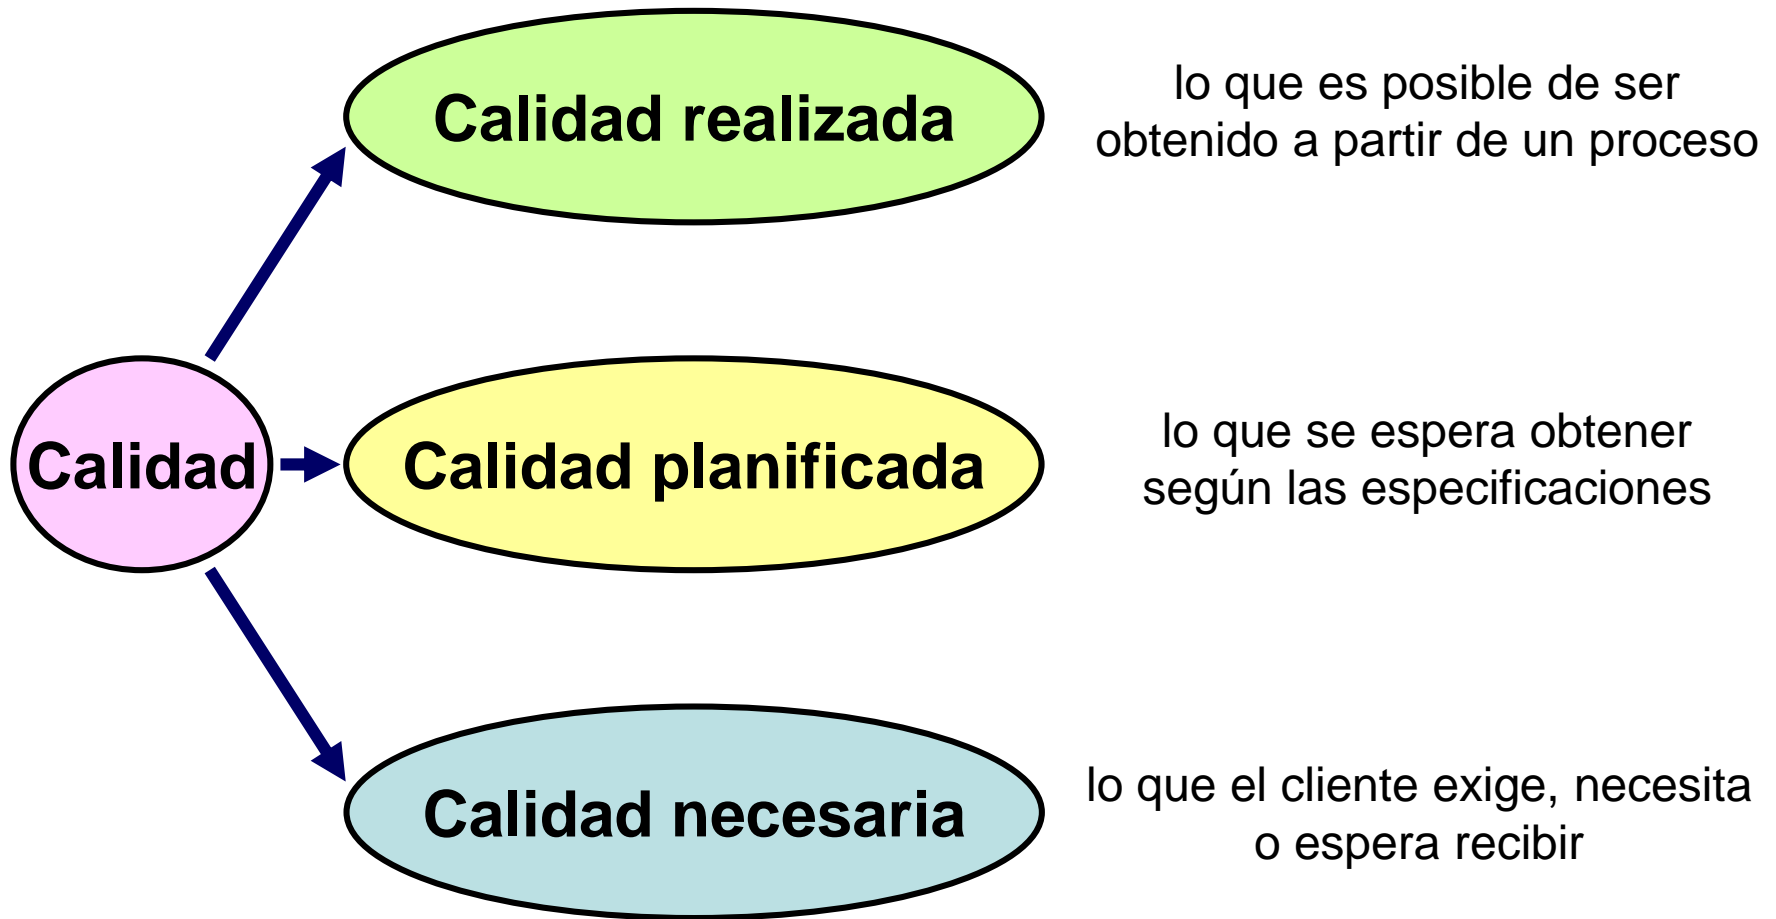 Calidad realizada
lo que es posible de ser
obtenido a partir de un proceso
Calidad
Calidad planificada
lo que se espera obtener
según las especificaciones
Calidad necesaria
lo que el cliente exige, necesita
o espera recibir